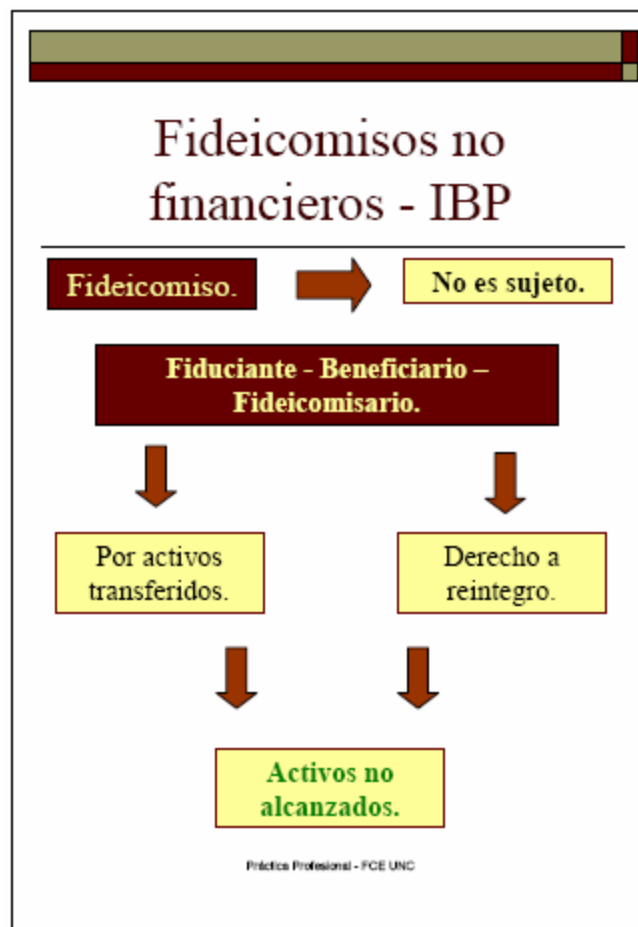 Fideicomisos no
financieros - IBP
Fideicomiso.
No es sujeto.
Fiduciante - Beneficiario –
Fideicomisario.
Por activos
transferidos.
Derecho a
reintegro.
Activos no
alcanzados.
Práctica Profesional - FCE UNC